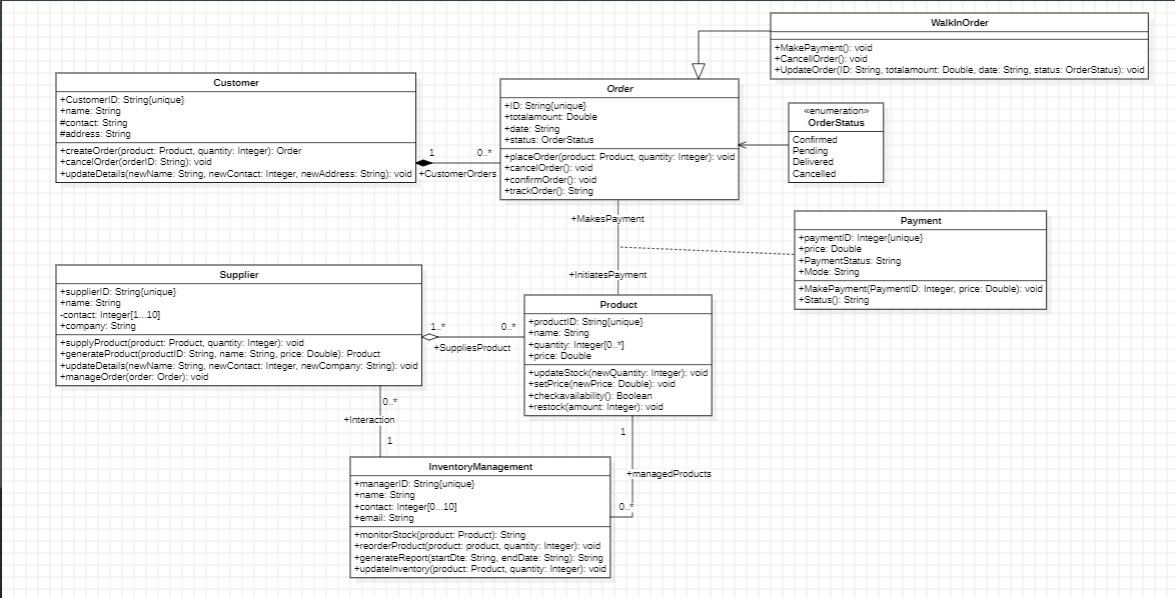 WalkInOrder
+MakePayment(): void
+CancellOrder(): void
+UpdateOrder(ID: String, totalamount: Double, date: String, status: OrderStatus): void
Customer
+CustomerID: String{unique}
+name: String
#contact: String
#address: String
+createOrder(product: Product, quantity: Integer): Order
+cancelOrder(orderID: String): void
+updateDetails(newName: String, newContact: Integer, newAddress: String): void
1
0..*
+CustomerOrders
Order
+ID: String{unique}
+totalamount: Double
+date: String
+status: OrderStatus
+placeOrder(product: Product, quantity: Integer): void
+cancelOrder(): void
+confirmOrder(): void
+trackOrder(): String
«enumeration»
OrderStatus
Confirmed
Pending
Delivered
Cancelled
+MakesPayment
+InitiatesPayment
Payment
+paymentID: Integer{unique}
+price: Double
+PaymentStatus: String
+Mode: String
+MakePayment(PaymentID: Integer, price: Double): void
+Status(): String
Supplier
+supplierID: String{unique}
+name: String
-contact: Integer[1...10]
+company: String
+supplyProduct(product: Product, quantity: Integer): void
+generateProduct(productID: String, name: String, price: Double): Product
+updateDetails(newName: String, newContact: Integer, newCompany: String): void
+manageOrder(order: Order): void
1..*
0..*
+SuppliesProduct
Product
+productID: String{unique}
+name: String
+quantity: Integer[0..*]
+price: Double
+updateStock(newQuantity: Integer): void
+setPrice(newPrice: Double): void
+checkavailability(): Boolean
+restock(amount: Integer): void
0..*
+Interaction
1
1
+managedProducts
0..*
InventoryManagement
+managerID: String{unique}
+name: String
+contact: Integer[0...10]
+email: String
+monitorStock(product: Product): String
+reorderProduct(product: product, quantity: Integer): void
+generateReport(startDte: String, endDate: String): String
+updateInventory(product: Product, quantity: Integer): void